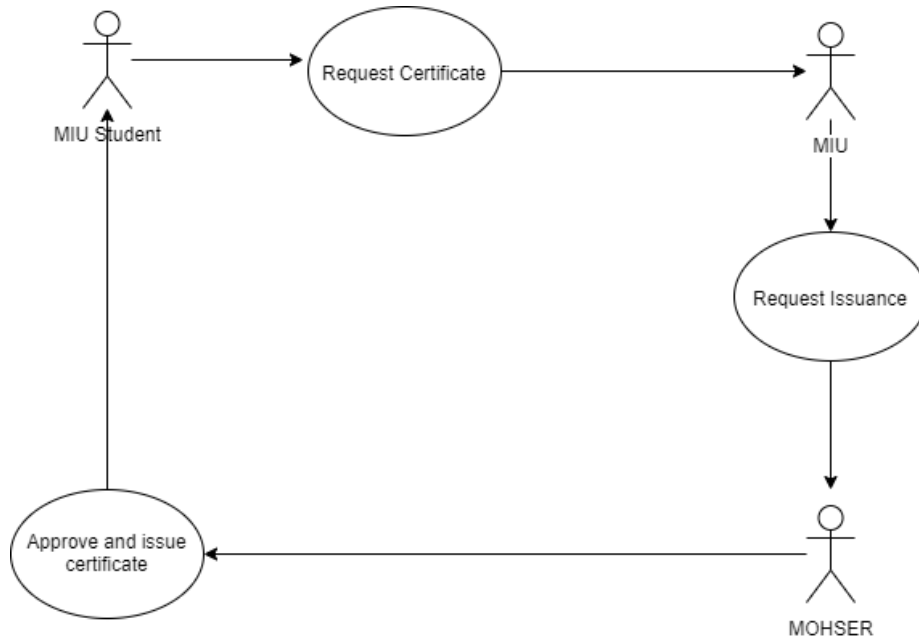 Request Certificate
MIU Student
MIU
Request Issuance
Approve and issue
certificate
MOHSER